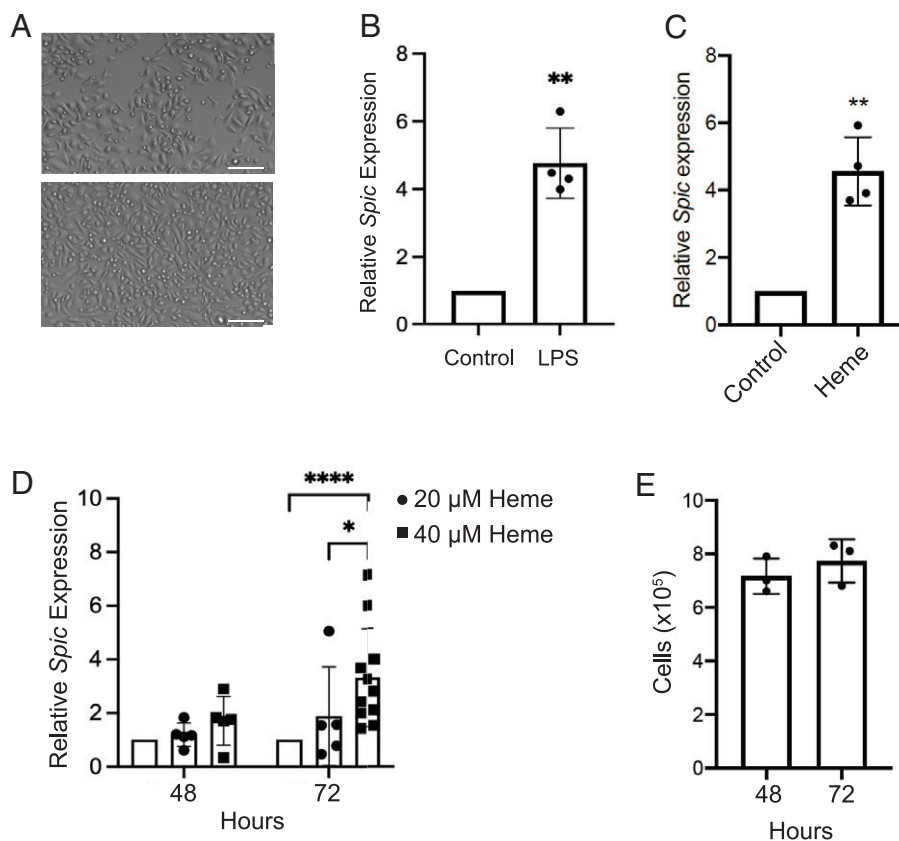 A
B
Relative Spic Expression
8
6
4
2
0
**
Control LPS
C
Relative Spic expression
8
6
4
2
0
**
Control
Heme
D
Relative Spic Expression
10
8
6
4
2
0
****
*
20 μM Heme
40 μM Heme
48 72
Hours
E
Cells (x10⁵)
10
8
6
4
2
0
48 72
Hours